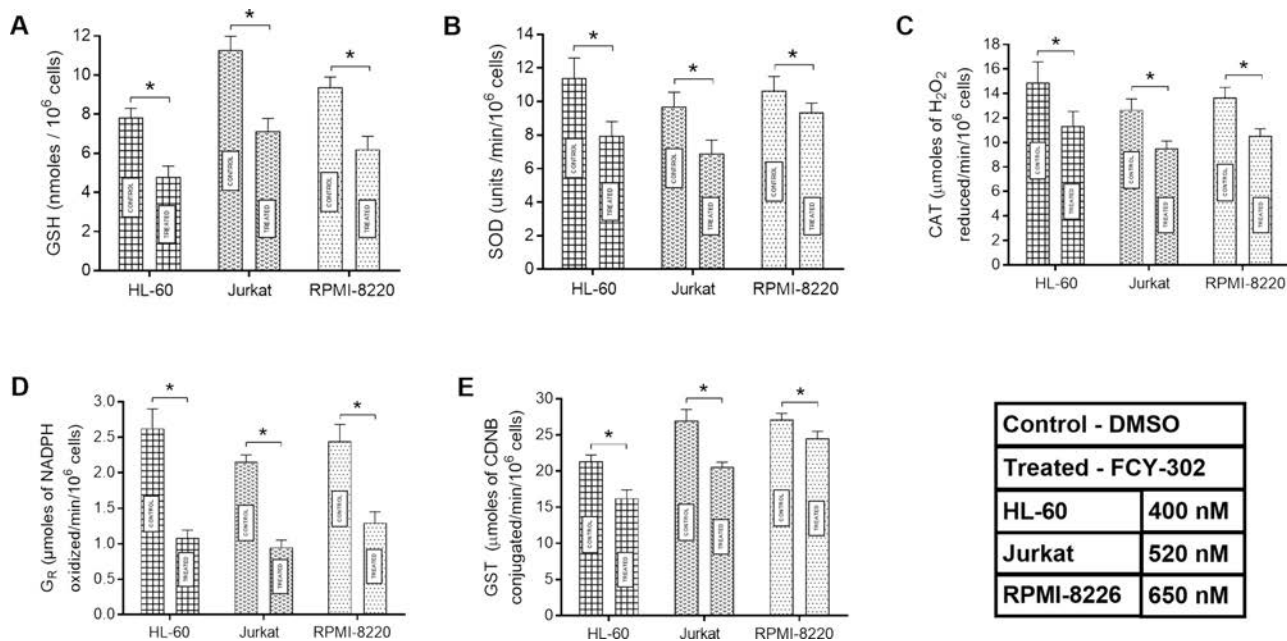 A
GSH (nmoles / 10⁶ cells)
12
10
8
6
4
2
0
*
*
*
CONTROL
TREATED
CONTROL
TREATED
CONTROL
TREATED
HL-60
Jurkat
RPMI-8220
B
SOD (units /min/10⁶ cells)
14
12
10
8
6
4
2
0
*
*
*
CONTROL
TREATED
CONTROL
TREATED
CONTROL
TREATED
HL-60
Jurkat
RPMI-8220
C
CAT (μmoles of H₂O₂
reduced/min/10⁶ cells)
18
16
14
12
10
8
6
4
2
0
*
*
*
CONTROL
TREATED
CONTROL
TREATED
CONTROL
TREATED
HL-60
Jurkat
RPMI-8220
D
G_R (μmoles of NADPH
oxidized/min/10⁶ cells)
3.0
2.5
2.0
1.5
1.0
0.5
0.0
*
*
*
CONTROL
TREATED
CONTROL
TREATED
CONTROL
TREATED
HL-60
Jurkat
RPMI-8220
E
GST (μmoles of CDNB
conjugated/min/10⁶ cells)
30
25
20
15
10
5
0
*
*
*
CONTROL
TREATED
CONTROL
TREATED
CONTROL
TREATED
HL-60
Jurkat
RPMI-8220
Control - DMSO
Treated - FCY-302
HL-60 400 nM
Jurkat 520 nM
RPMI-8226 650 nM